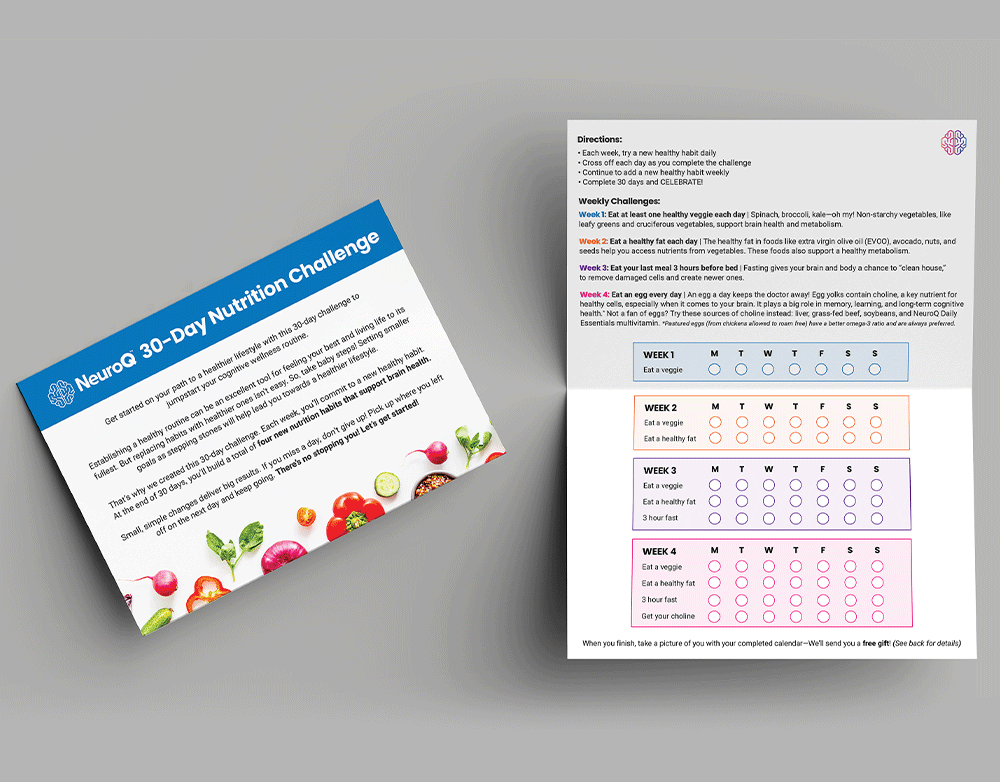 NeuroQ™ 30-Day Nutrition Challenge
Get started on your path to a healthier lifestyle with this 30-day challenge to
jumpstart your cognitive wellness routine.
Establishing a healthy routine can be an excellent tool for feeling your best and living life to its
fullest. But replacing habits with healthier ones isn't easy. So, take baby steps! Setting smaller
goals as stepping stones will help lead you towards a healthier lifestyle.
That's why we created this 30-day challenge. Each week, you'll commit to a new healthy habit.
At the end of 30 days, you'll build a total of four new nutrition habits that support brain health.
Small, simple changes deliver big results. If you miss a day, don't give up! Pick up where you left
off on the next day and keep going. There's no stopping you! Let's get started!
Directions:
• Each week, try a new healthy habit daily
• Cross off each day as you complete the challenge
• Continue to add a new healthy habit weekly
• Complete 30 days and CELEBRATE!
Weekly Challenges:
Week 1: Eat at least one healthy veggie each day | Spinach, broccoli, kale—oh my! Non-starchy vegetables, like
leafy greens and cruciferous vegetables, support brain health and metabolism.
Week 2: Eat a healthy fat each day | The healthy fat in foods like extra virgin olive oil (EVOO), avocado, nuts, and
seeds help you access nutrients from vegetables. These foods also support a healthy metabolism.
Week 3: Eat your last meal 3 hours before bed | Fasting gives your brain and body a chance to "clean house,"
to remove damaged cells and create newer ones.
Week 4: Eat an egg every day | An egg a day keeps the doctor away! Egg yolks contain choline, a key nutrient for
healthy cells, especially when it comes to your brain. It plays a big role in memory, learning, and long-term cognitive
health.* Not a fan of eggs? Try these sources of choline instead: liver, grass-fed beef, soybeans, and NeuroQ Daily
Essentials multivitamin. *Pastured eggs (from chickens allowed to roam free) have a better omega-3 ratio and are always preferred.
WEEK 1 M T W T F S S
Eat a veggie
WEEK 2 M T W T F S S
Eat a veggie
Eat a healthy fat
WEEK 3 M T W T F S S
Eat a veggie
Eat a healthy fat
3 hour fast
WEEK 4 M T W T F S S
Eat a veggie
Eat a healthy fat
3 hour fast
Get your choline
When you finish, take a picture of you with your completed calendar—We'll send you a free gift! (See back for details)